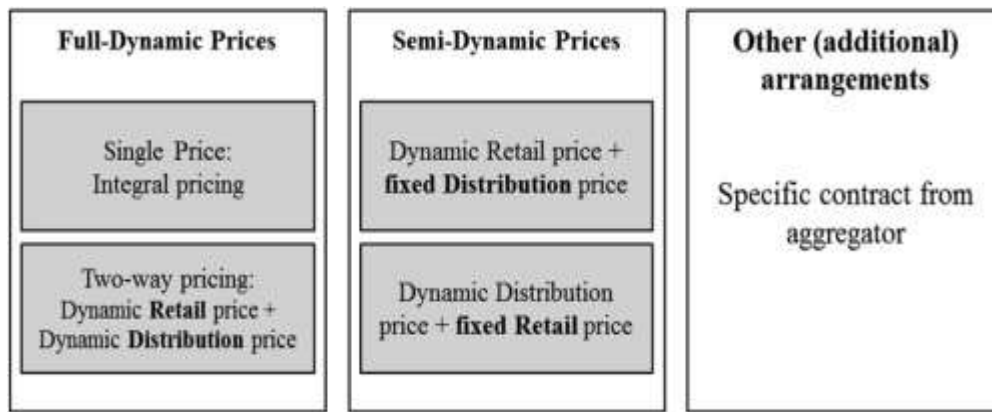 Full-Dynamic Prices
Single Price:
Integral pricing
Two-way pricing:
Dynamic Retail price +
Dynamic Distribution price
Semi-Dynamic Prices
Dynamic Retail price +
fixed Distribution price
Dynamic Distribution
price + fixed Retail price
Other (additional)
arrangements
Specific contract from
aggregator